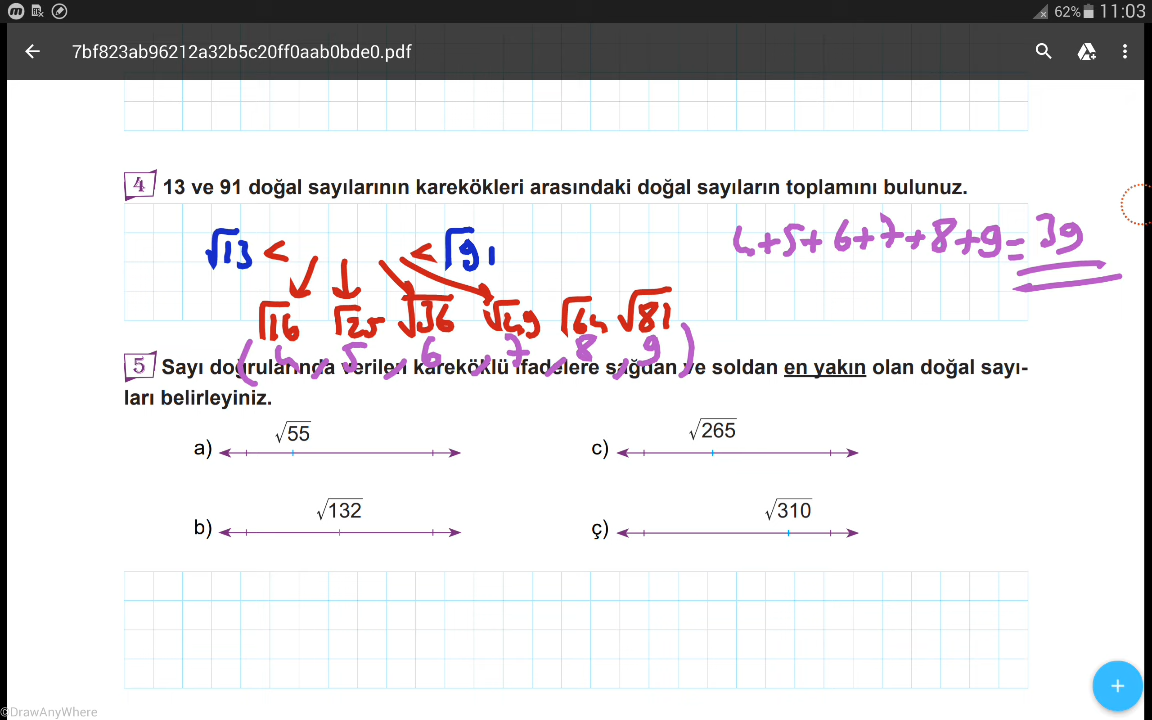 62% 11:03
7bf823ab96212a32b5c20ff0aab0bde0.pdf
4 13 ve 91 doğal sayılarının karekökleri arasındaki doğal sayıların toplamını bulunuz.
√13 < < √91
4+5+6+7+8+9=39
√16 √25 √36 √49 √64 √81
(4, 5, 6, 7, 8, 9)
5 Sayı doğrularında verilen kareköklü ifadelere sağdan ve soldan en yakın olan doğal sayı-
ları belirleyiniz.
a) √55
c) √265
b) √132
ç) √310
©DrawAnyWhere